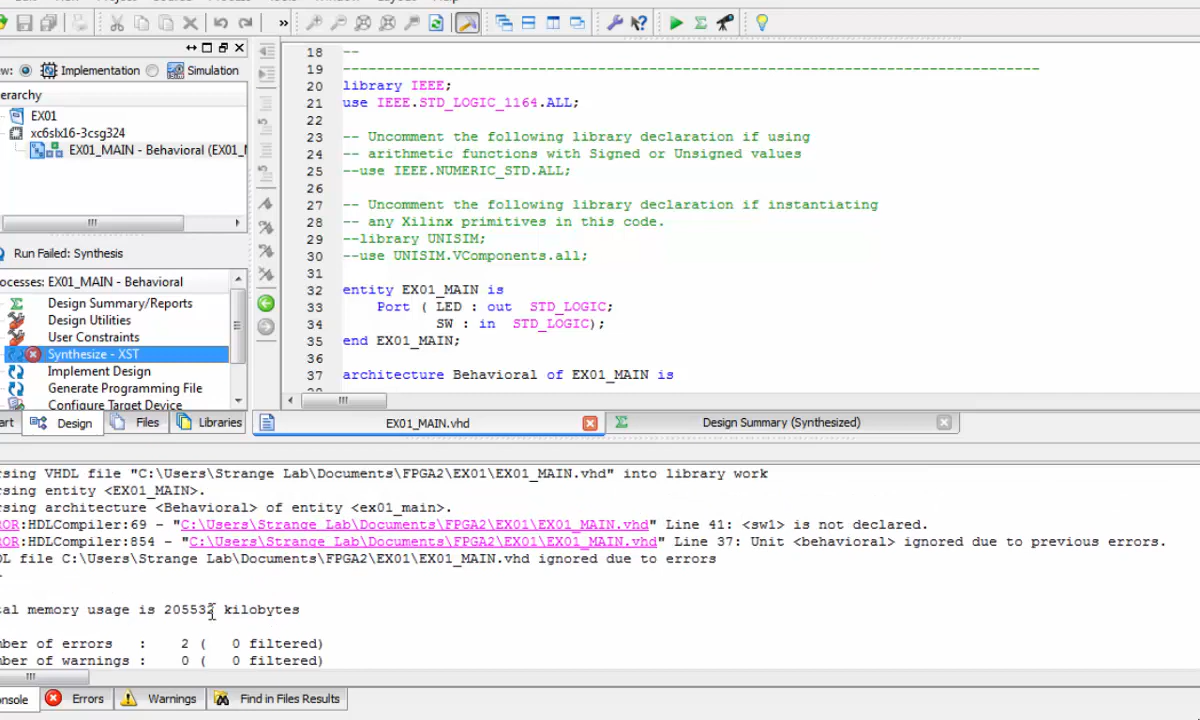 »
w:
Implementation
Simulation
erarchy
EX01
xc6slx16-3csg324
EX01_MAIN - Behavioral (EX01_M
Run Failed: Synthesis
ocesses: EX01_MAIN - Behavioral
Design Summary/Reports
Design Utilities
User Constraints
Synthesize - XST
Implement Design
Generate Programming File
Configure Target Device
art
Design
Files
Libraries
18 --
19 ----------------------------------------------------------------------------------
20 library IEEE;
21 use IEEE.STD_LOGIC_1164.ALL;
22
23 -- Uncomment the following library declaration if using
24 -- arithmetic functions with Signed or Unsigned values
25 --use IEEE.NUMERIC_STD.ALL;
26
27 -- Uncomment the following library declaration if instantiating
28 -- any Xilinx primitives in this code.
29 --library UNISIM;
30 --use UNISIM.VComponents.all;
31
32 entity EX01_MAIN is
33     Port ( LED : out  STD_LOGIC;
34            SW : in  STD_LOGIC);
35 end EX01_MAIN;
36
37 architecture Behavioral of EX01_MAIN is
EX01_MAIN.vhd
Design Summary (Synthesized)
rsing VHDL file "C:\Users\Strange Lab\Documents\FPGA2\EX01\EX01_MAIN.vhd" into library work
rsing entity <EX01_MAIN>.
rsing architecture <Behavioral> of entity <ex01_main>.
ROR:HDLCompiler:69 - "C:\Users\Strange Lab\Documents\FPGA2\EX01\EX01_MAIN.vhd" Line 41: <sw1> is not declared.
ROR:HDLCompiler:854 - "C:\Users\Strange Lab\Documents\FPGA2\EX01\EX01_MAIN.vhd" Line 37: Unit <behavioral> ignored due to previous errors.
DL file C:\Users\Strange Lab\Documents\FPGA2\EX01\EX01_MAIN.vhd ignored due to errors
tal memory usage is 205532 kilobytes
mber of errors   :    2 (   0 filtered)
mber of warnings :    0 (   0 filtered)
onsole
Errors
Warnings
Find in Files Results